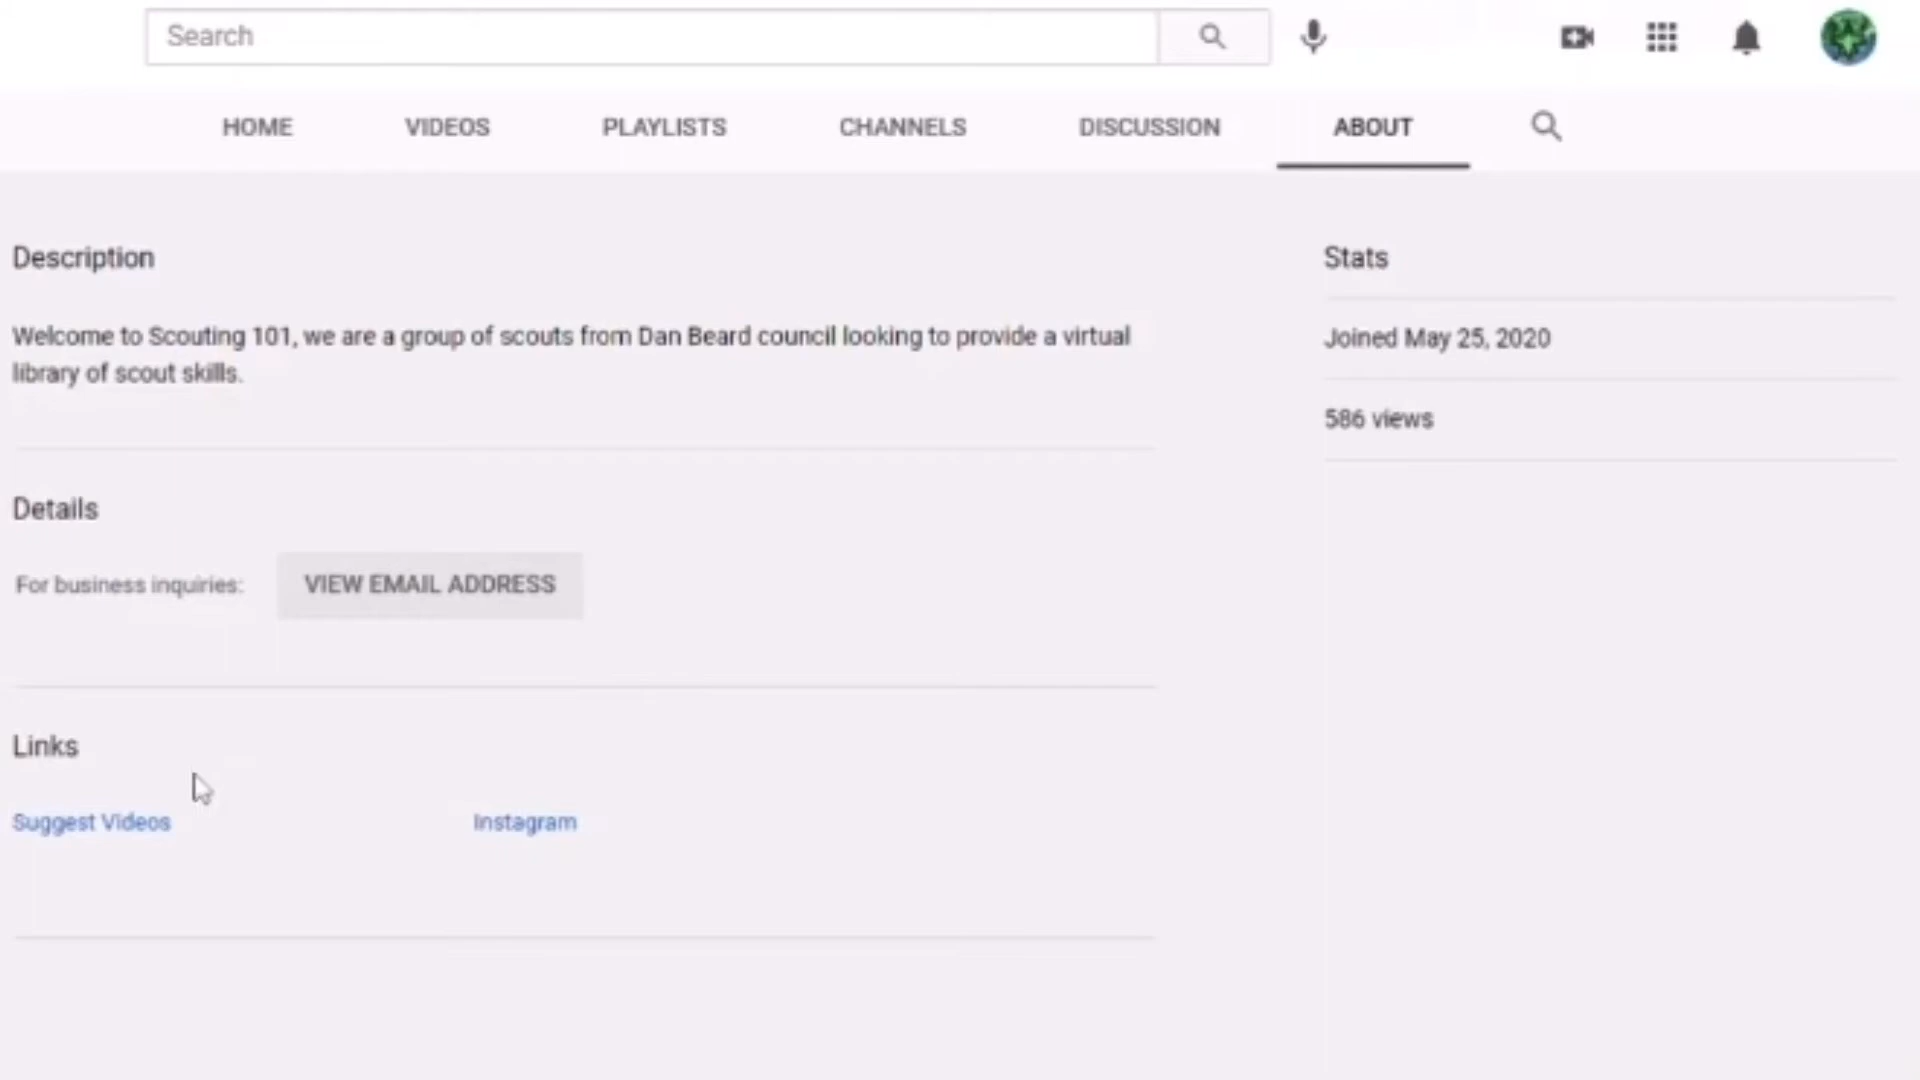 Search
HOME
VIDEOS
PLAYLISTS
CHANNELS
DISCUSSION
ABOUT
Description
Welcome to Scouting 101, we are a group of scouts from Dan Beard council looking to provide a virtual
library of scout skills.
Details
For business inquiries:
VIEW EMAIL ADDRESS
Links
Suggest Videos
Instagram
Stats
Joined May 25, 2020
586 views